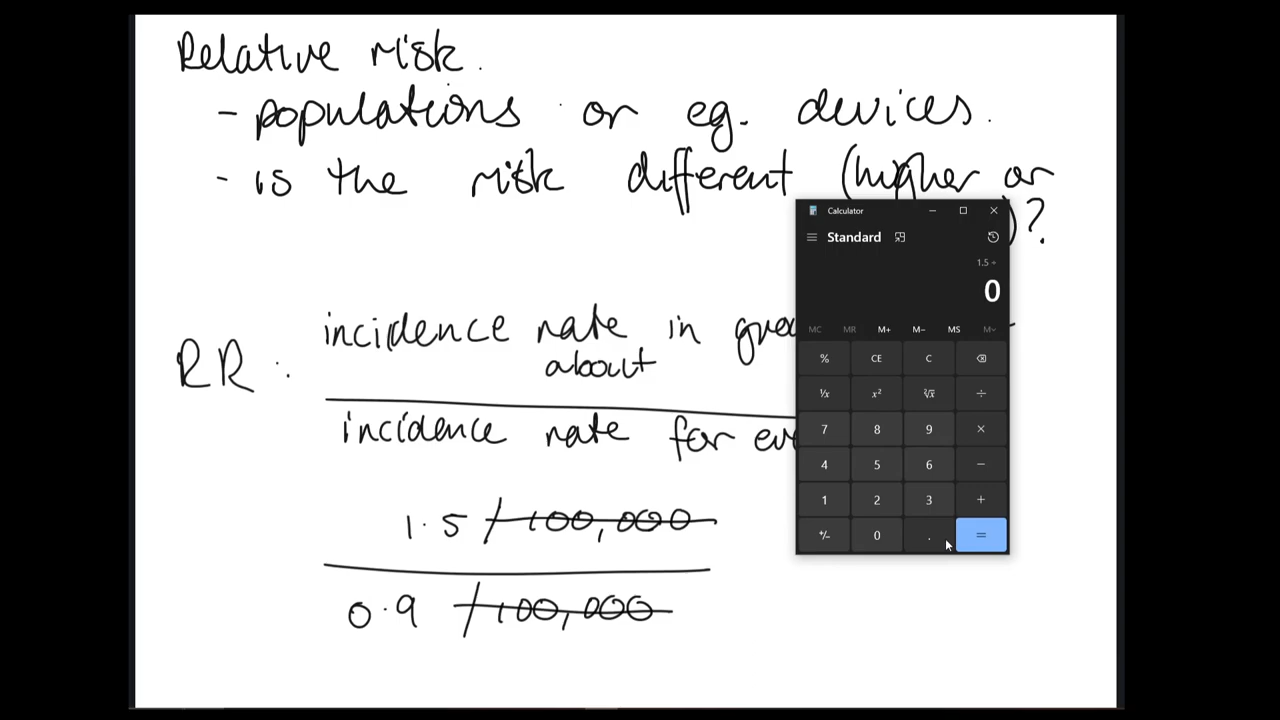 Relative risk.
- populations or eg. devices.
- is the risk different (higher or
)?
RR:
incidence rate in
about
incidence rate for
1.5 /100,000
0.9 /100,000
Calculator
Standard
1.5 ÷
0
MC MR M+ M− MS M˅
% CE C
¹/x x² ²√x ÷
7 8 9 ×
4 5 6 −
1 2 3 +
+/− 0 . =